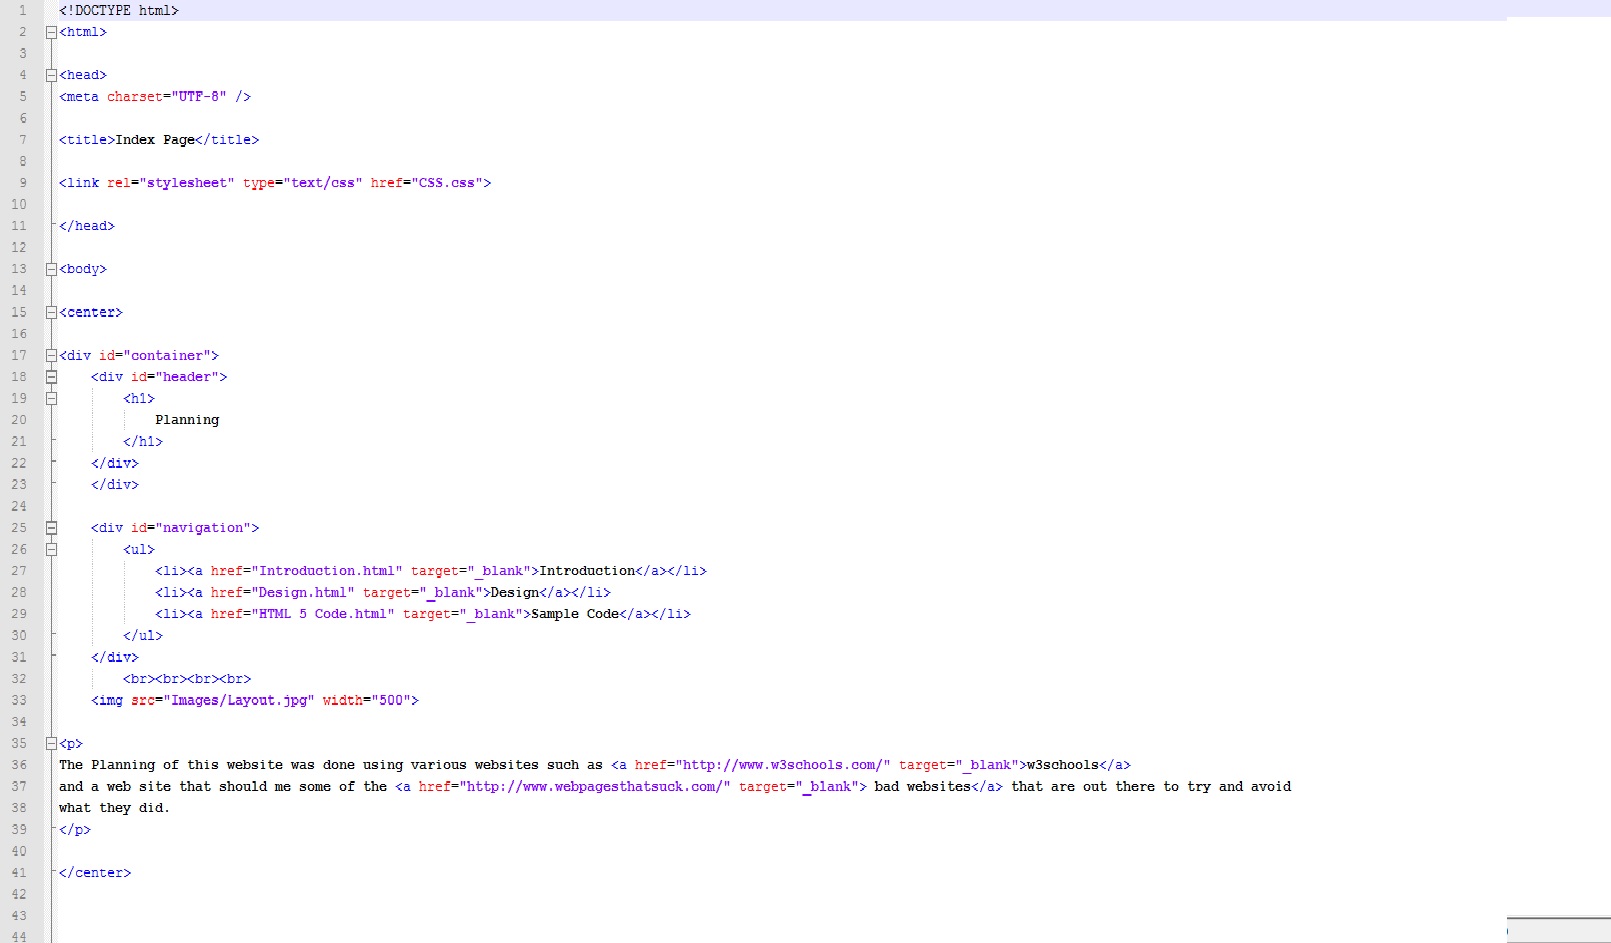 1 <!DOCTYPE html>
2 <html>
3
4 <head>
5 <meta charset="UTF-8" />
6
7 <title>Index Page</title>
8
9 <link rel="stylesheet" type="text/css" href="CSS.css">
10
11 </head>
12
13 <body>
14
15 <center>
16
17 <div id="container">
18 <div id="header">
19 <h1>
20 Planning
21 </h1>
22 </div>
23 </div>
24
25 <div id="navigation">
26 <ul>
27 <li><a href="Introduction.html" target="_blank">Introduction</a></li>
28 <li><a href="Design.html" target="_blank">Design</a></li>
29 <li><a href="HTML 5 Code.html" target="_blank">Sample Code</a></li>
30 </ul>
31 </div>
32 <br><br><br><br>
33 <img src="Images/Layout.jpg" width="500">
34
35 <p>
36 The Planning of this website was done using various websites such as <a href="http://www.w3schools.com/" target="_blank">w3schools</a>
37 and a web site that should me some of the <a href="http://www.webpagesthatsuck.com/" target="_blank"> bad websites</a> that are out there to try and avoid
38 what they did.
39 </p>
40
41 </center>
42
43
44